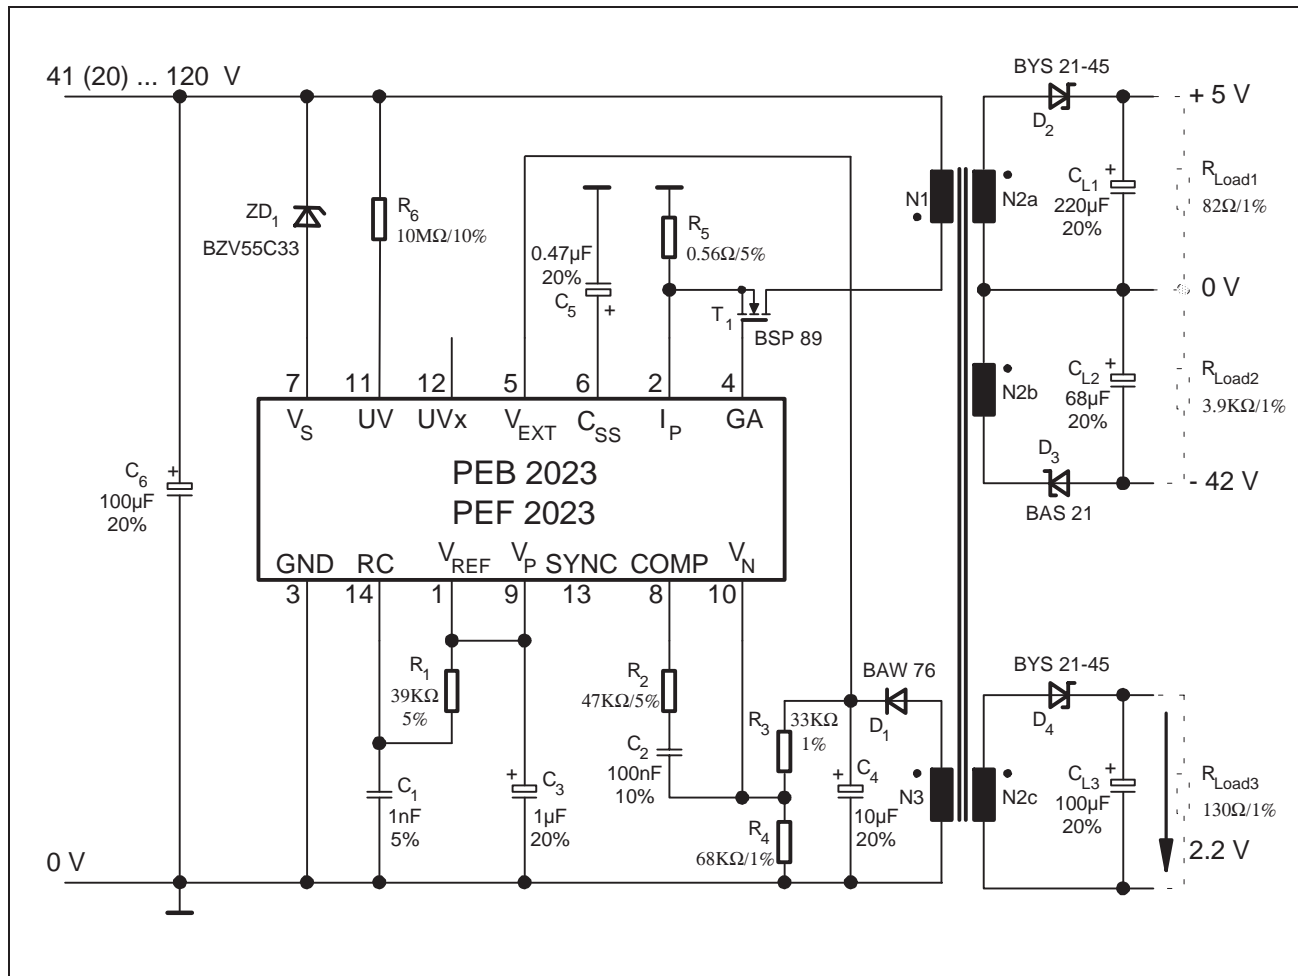 41 (20) ... 120 V
BYS 21-45
D2
+ 5 V
ZD1
BZV55C33
R6
10MΩ/10%
0.47µF
20%
C5
+
R5
0.56Ω/5%
T1
BSP 89
N1
N2a
+
CL1
220µF
20%
RLoad1
82Ω/1%
0 V
N2b
+
CL2
68µF
20%
RLoad2
3.9KΩ/1%
D3
BAS 21
- 42 V
7 11 12 5 6 2 4
VS UV UVx VEXT CSS IP GA
PEB 2023
PEF 2023
GND RC VREF VP SYNC COMP VN
3 14 1 9 13 8 10
C6
+
100µF
20%
R1
39KΩ
5%
C1
1nF
5%
+
C3
1µF
20%
R2
47KΩ/5%
C2
100nF
10%
R3
33KΩ
1%
R4
68KΩ/1%
BAW 76
D1
+
C4
10µF
20%
N3
N2c
BYS 21-45
D4
+
CL3
100µF
20%
RLoad3
130Ω/1%
2.2 V
0 V